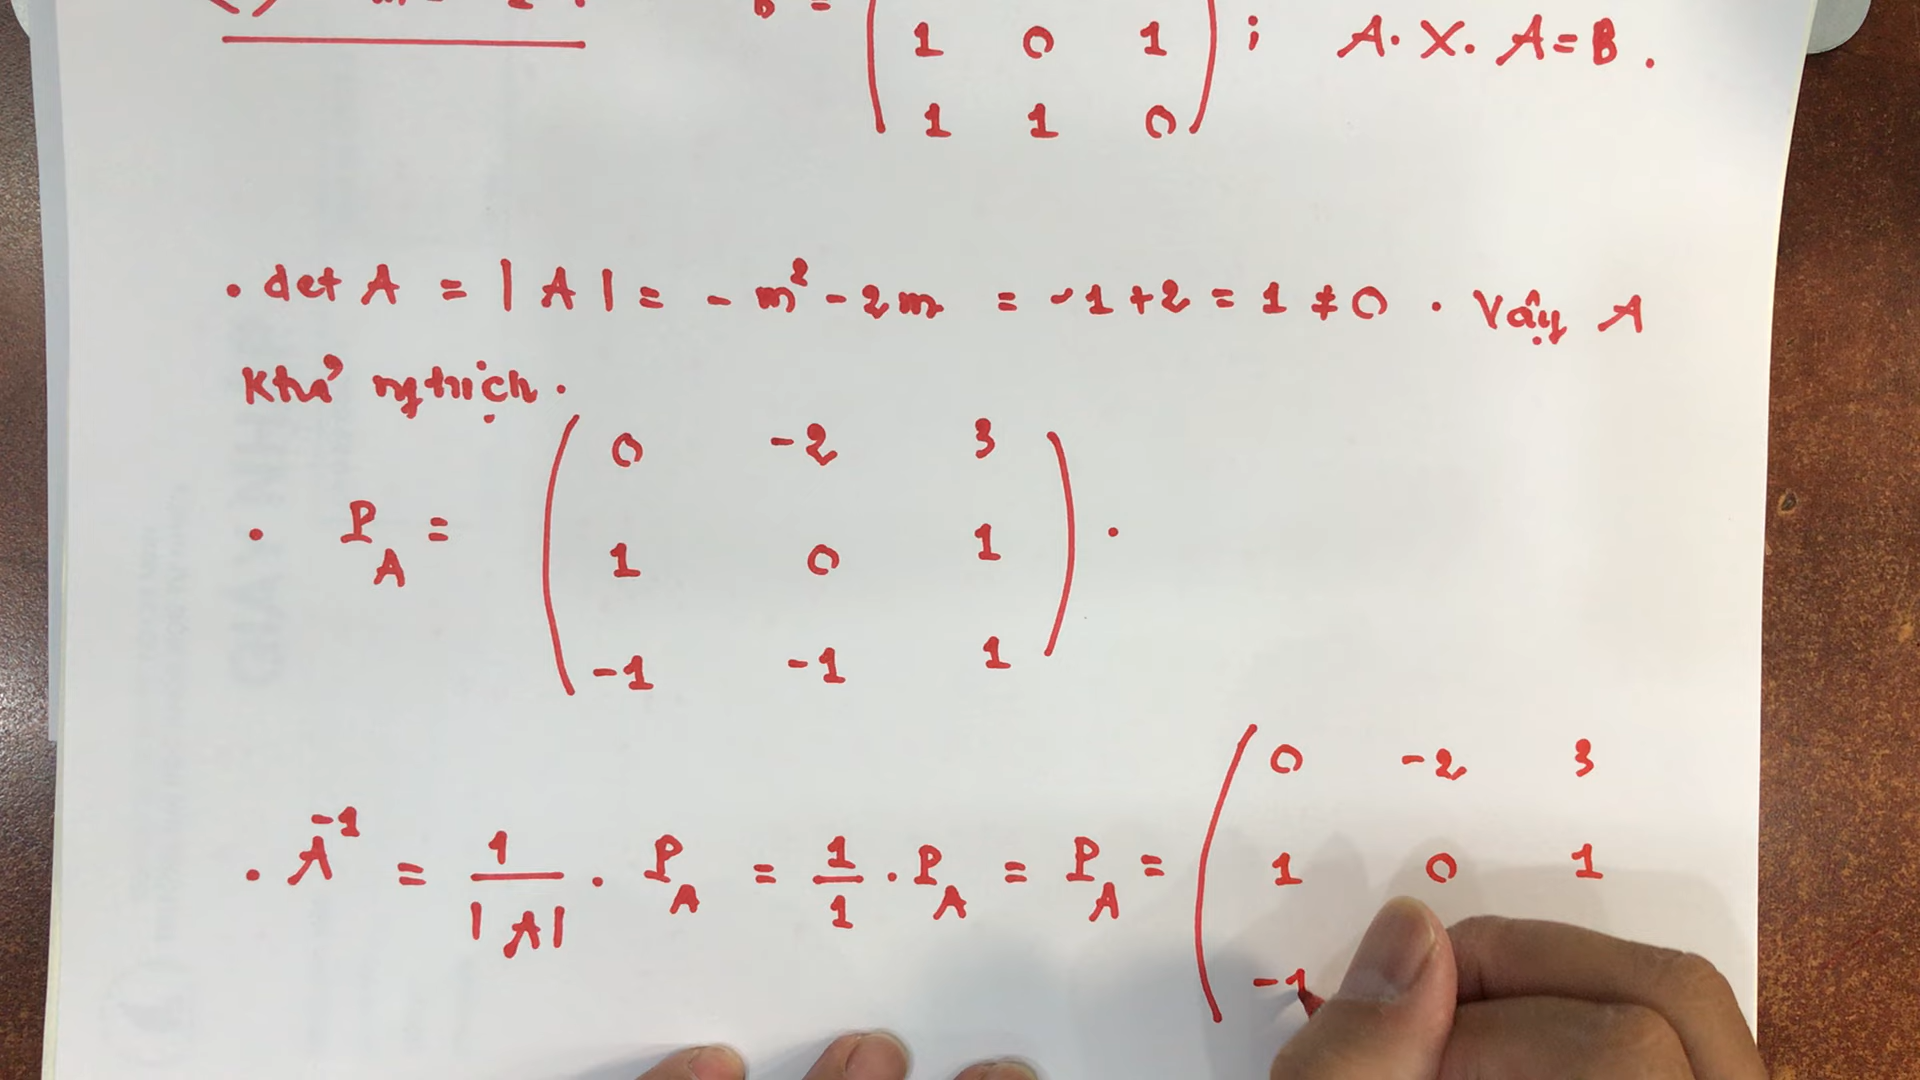 B =
1 0 1 ; A. X. A = B .
1 1 0
. det A = | A | = - m² - 2m = -1 + 2 = 1 ≠ 0 . Vậy A
Khả nghịch .
0 -2 3
. P_A = 1 0 1 .
-1 -1 1
0 -2 3
. A⁻¹ = 1/|A| . P_A = 1/1 . P_A = P_A = 1 0 1
-1